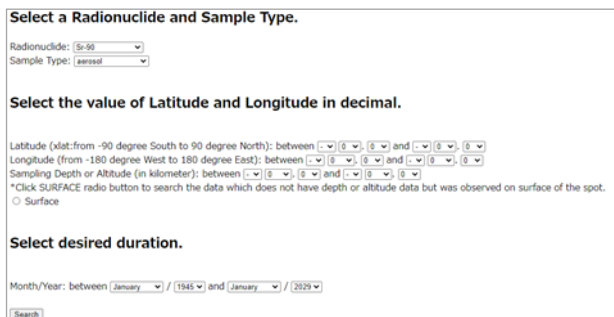 Select a Radionuclide and Sample Type.
Radionuclide: Sr-90
Sample Type: aerosol
Select the value of Latitude and Longitude in decimal.
Latitude (xlat:from -90 degree South to 90 degree North): between - 0 . 0 and - 0 . 0
Longitude (from -180 degree West to 180 degree East): between - 0 . 0 and - 0 . 0
Sampling Depth or Altitude (in kilometer): between - 0 . 0 and - 0 . 0
*Click SURFACE radio button to search the data which does not have depth or altitude data but was observed on surface of the spot.
Surface
Select desired duration.
Month/Year: between January / 1945 and January / 2029
Search